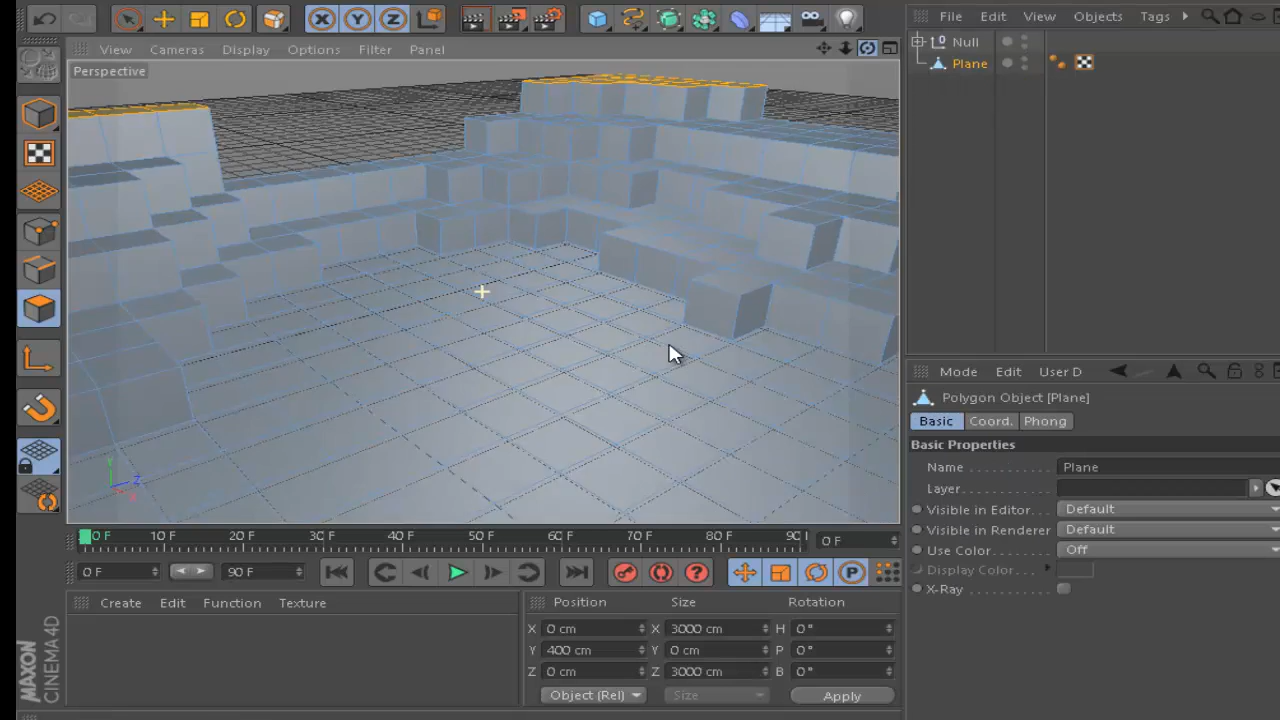 X Y Z
File Edit View Objects Tags
View Cameras Display Options Filter Panel
Null
Plane
Perspective
Mode Edit User D
Polygon Object [Plane]
Basic Coord. Phong
Basic Properties
Name Plane
Layer
Visible in Editor Default
Visible in Renderer Default
Use Color Off
Display Color
X-Ray
Y Z X
0 F 10 F 20 F 30 F 40 F 50 F 60 F 70 F 80 F 90 0 F
0 F 90 F P
Create Edit Function Texture
Position Size Rotation
X 0 cm X 3000 cm H 0 °
Y 400 cm Y 0 cm P 0 °
Z 0 cm Z 3000 cm B 0 °
Object (Rel) Size Apply
MAXON
CINEMA 4D